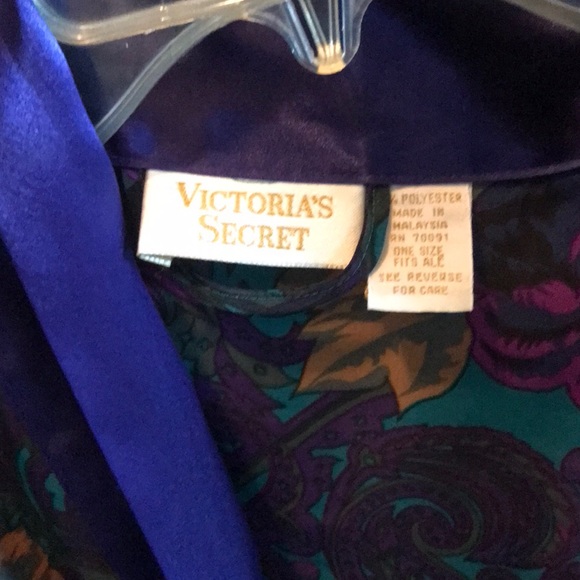 VICTORIA'S
SECRET
% POLYESTER
MADE IN
MALAYSIA
RN 70091
ONE SIZE
FITS ALL
SEE REVERSE
FOR CARE